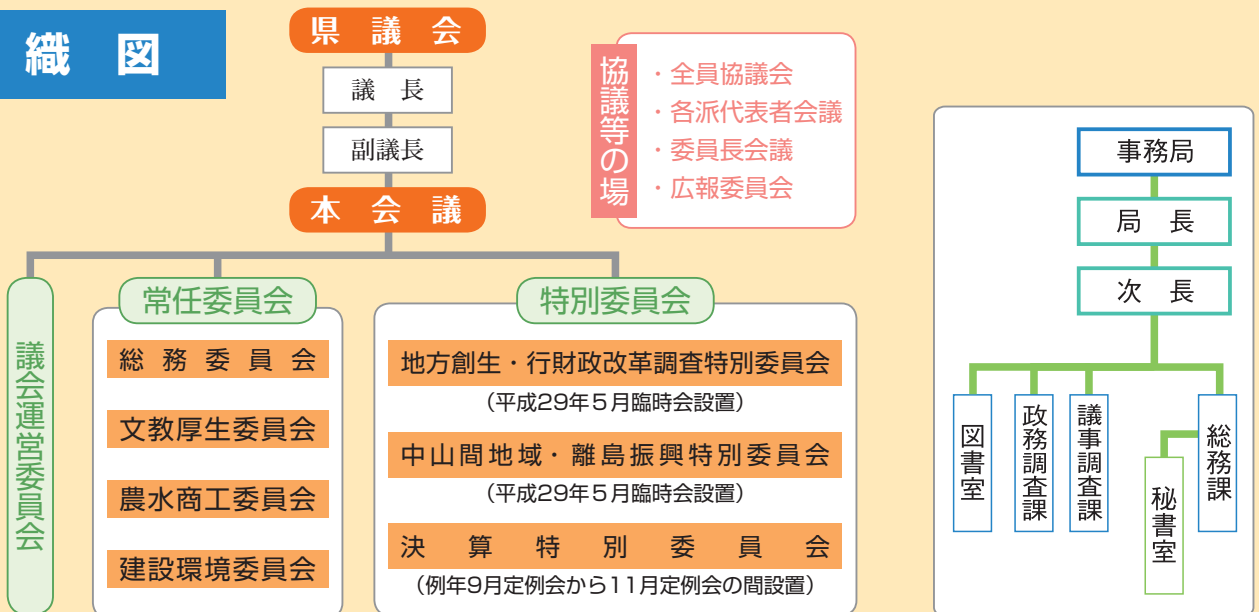 織 図
県 議 会
議 長
副議長
本 会 議
協議等の場
・全員協議会
・各派代表者会議
・委員長会議
・広報委員会
議会運営委員会
常任委員会
総 務 委 員 会
文教厚生委員会
農水商工委員会
建設環境委員会
特別委員会
地方創生・行財政改革調査特別委員会
(平成29年5月臨時会設置)
中山間地域・離島振興特別委員会
(平成29年5月臨時会設置)
決 算 特 別 委 員 会
(例年9月定例会から11月定例会の間設置)
事務局
局 長
次 長
図書室
政務調査課
議事調査課
秘書室
総務課